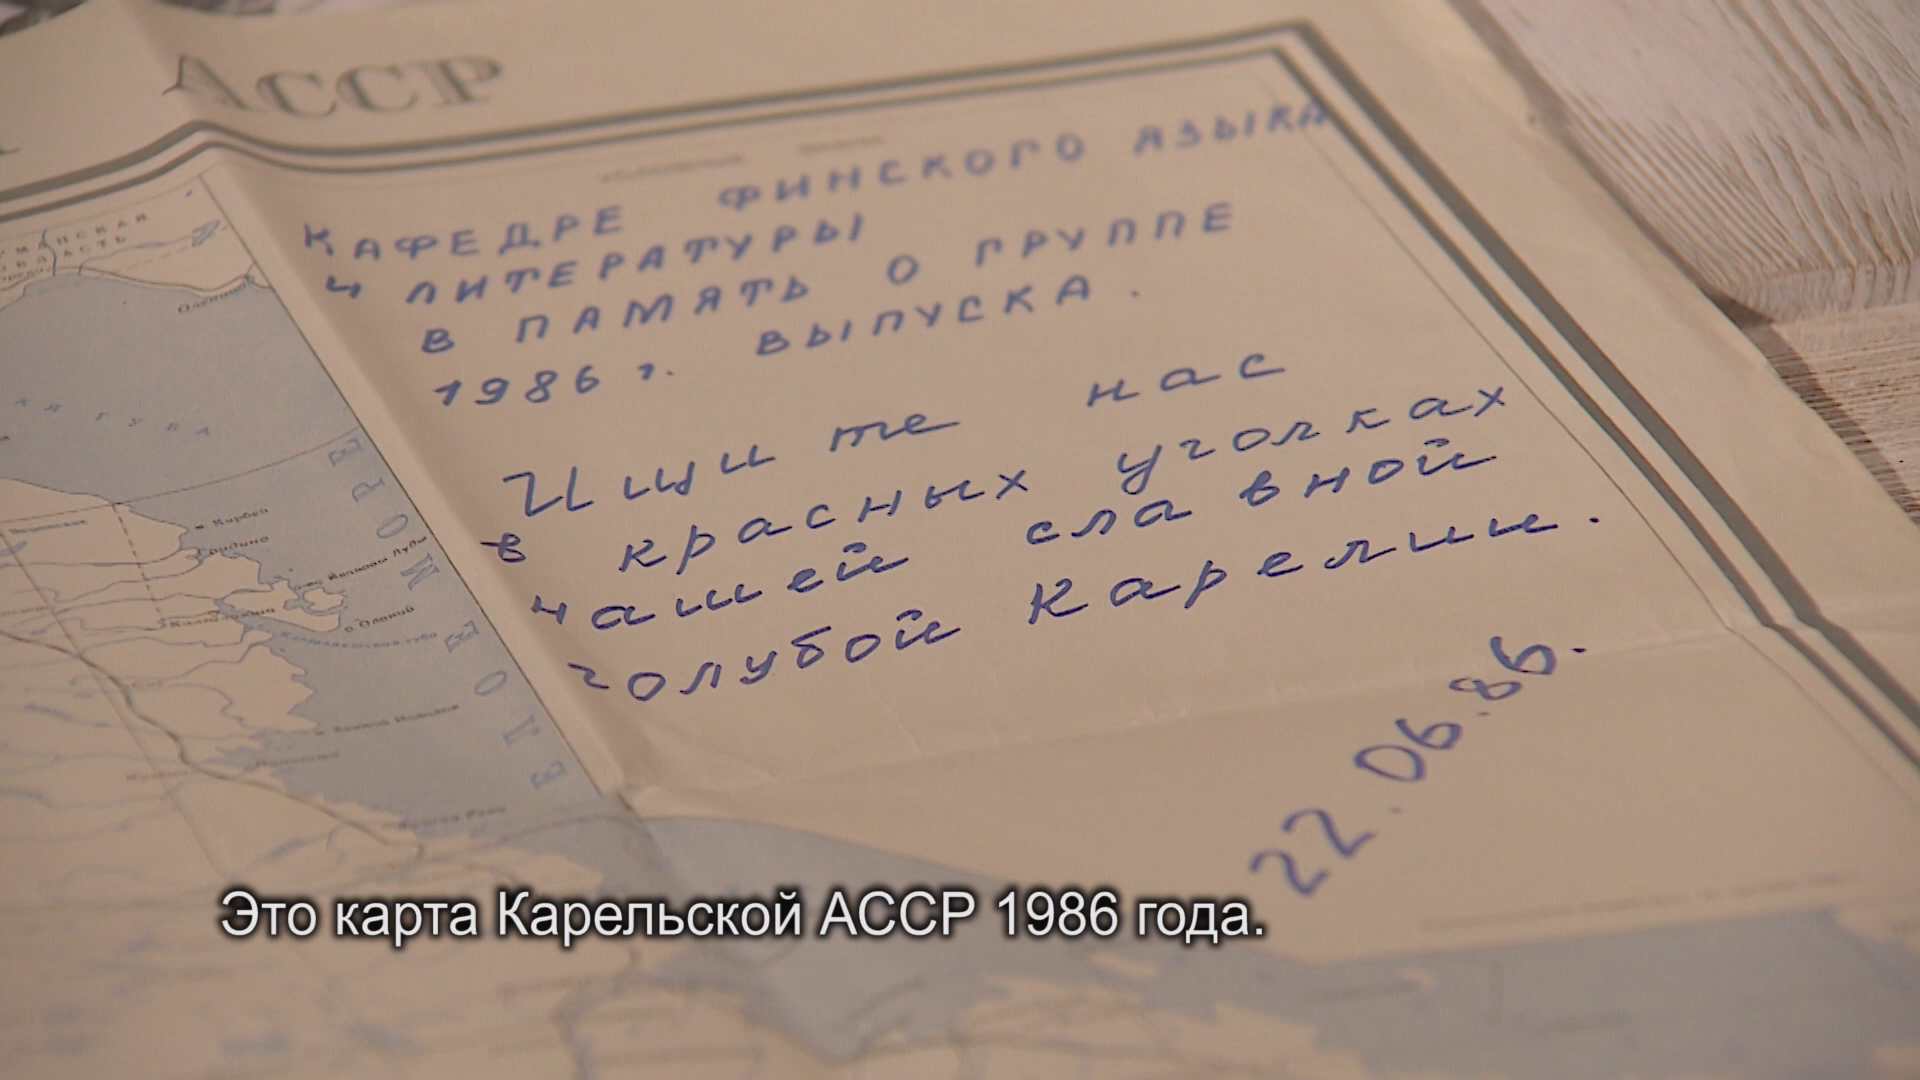 АССР
КАФЕДРЕ ФИНСКОГО ЯЗЫКА
И ЛИТЕРАТУРЫ
В ПАМЯТЬ О ГРУППЕ
1986 г. ВЫПУСКА.
Ищите нас
в красных уголках
нашей славной
голубой Карелии.
22.06.86.
БЕЛОЕ МОРЕ
Гридино
Это карта Карельской АССР 1986 года.